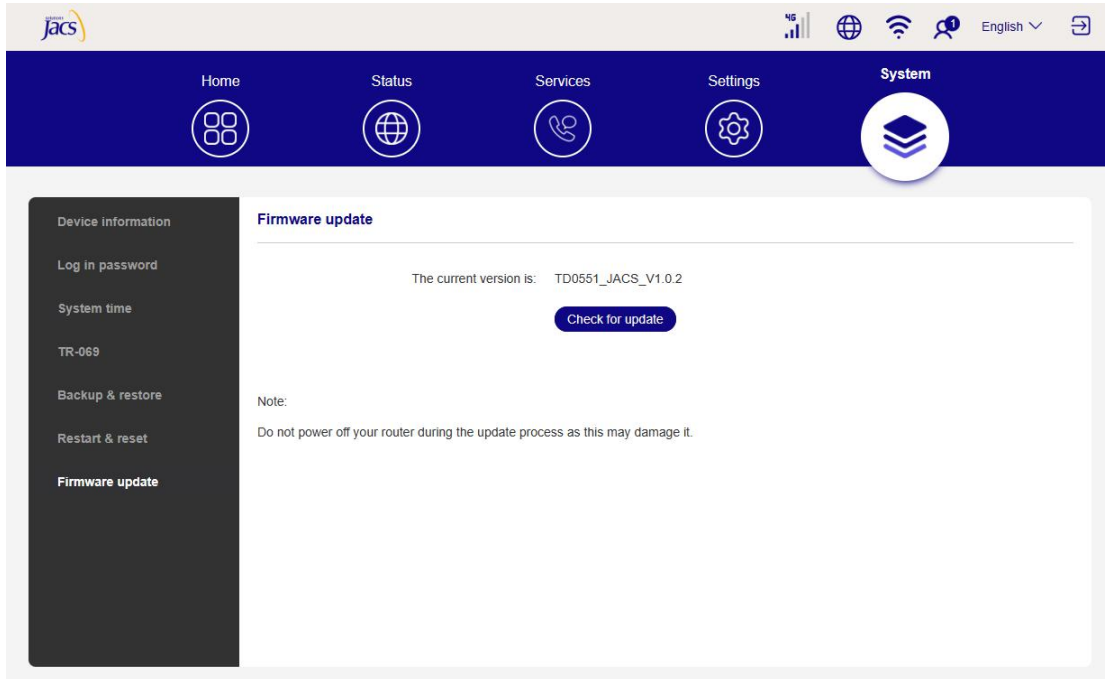 Jacs
4G
1
English
Home
Status
Services
Settings
System
Device information
Log in password
System time
TR-069
Backup & restore
Restart & reset
Firmware update
Firmware update
The current version is: TD0551_JACS_V1.0.2
Check for update
Note:
Do not power off your router during the update process as this may damage it.